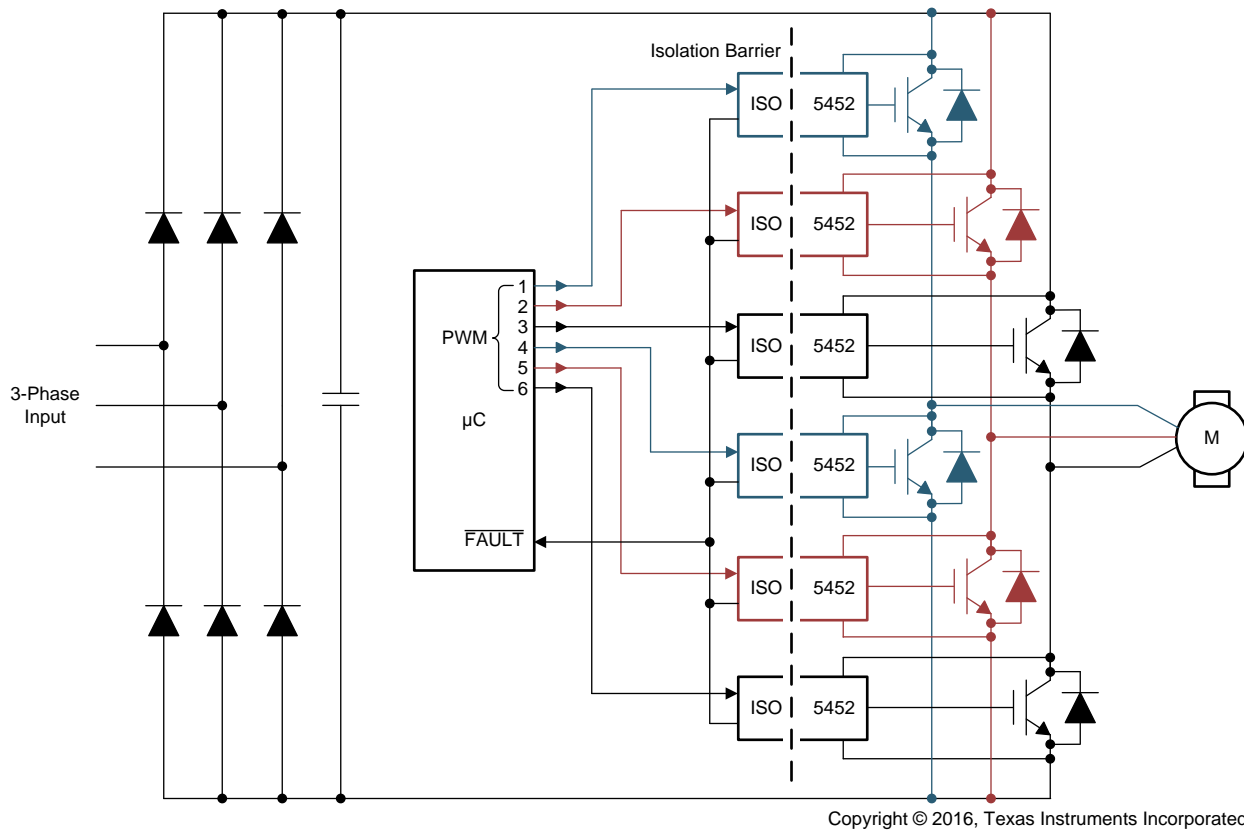 Isolation Barrier
ISO 5452
ISO 5452
1
2
3
PWM
4
5
6
ISO 5452
3-Phase
Input
µC
ISO 5452
M
FAULT
ISO 5452
ISO 5452
Copyright © 2016, Texas Instruments Incorporated